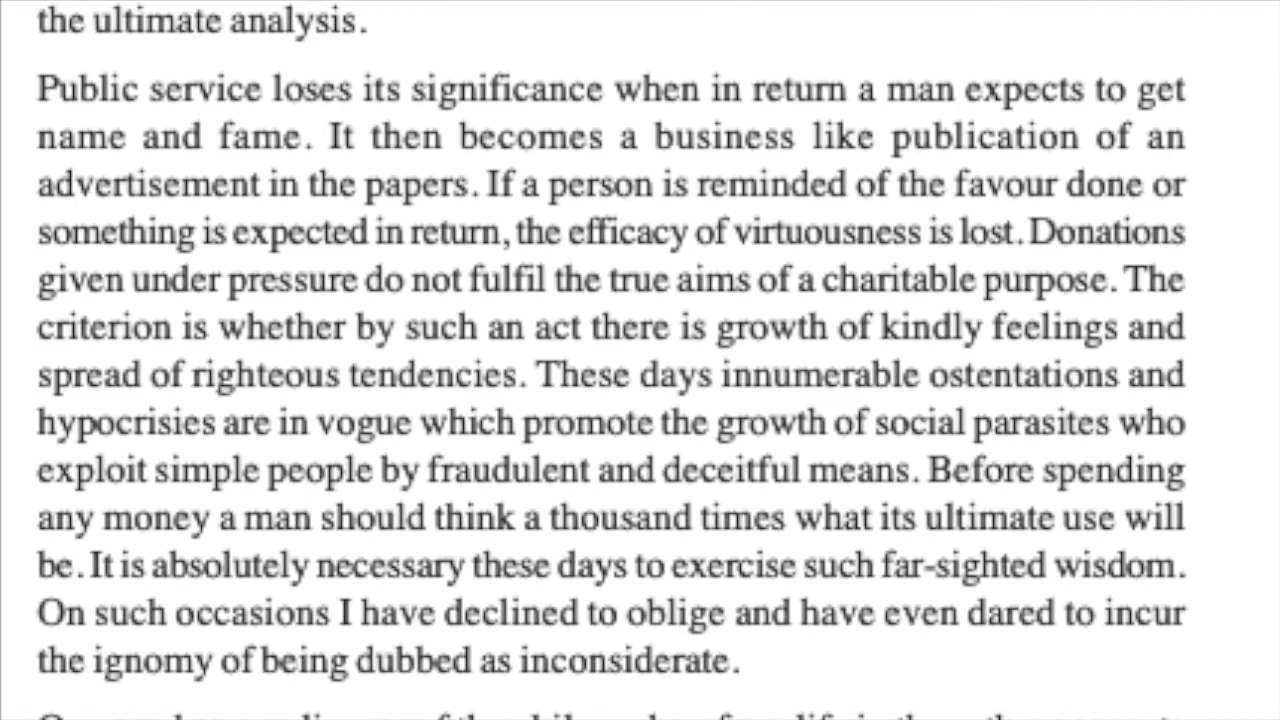 the ultimate analysis.
Public service loses its significance when in return a man expects to get
name and fame. It then becomes a business like publication of an
advertisement in the papers. If a person is reminded of the favour done or
something is expected in return, the efficacy of virtuousness is lost. Donations
given under pressure do not fulfil the true aims of a charitable purpose. The
criterion is whether by such an act there is growth of kindly feelings and
spread of righteous tendencies. These days innumerable ostentations and
hypocrisies are in vogue which promote the growth of social parasites who
exploit simple people by fraudulent and deceitful means. Before spending
any money a man should think a thousand times what its ultimate use will
be. It is absolutely necessary these days to exercise such far-sighted wisdom.
On such occasions I have declined to oblige and have even dared to incur
the ignomy of being dubbed as inconsiderate.